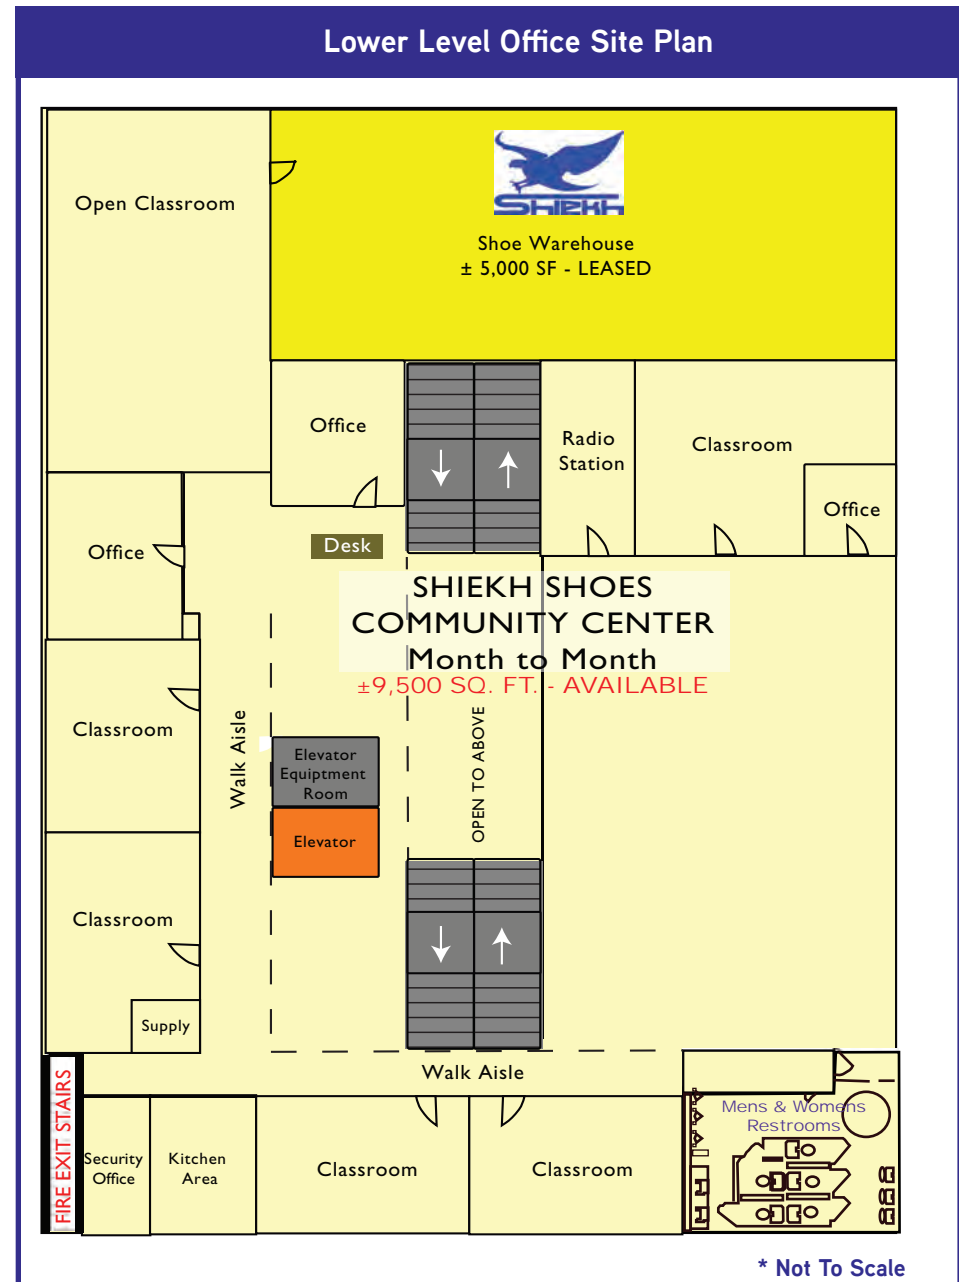 Lower Level Office Site Plan
Open Classroom
SHIEKH
Shoe Warehouse
± 5,000 SF - LEASED
Office
Radio
Station
Classroom
Office
Office
Desk
SHIEKH SHOES
COMMUNITY CENTER
Month to Month
±9,500 SQ. FT. - AVAILABLE
Classroom
Walk Aisle
Elevator
Equiptment
Room
OPEN TO ABOVE
Elevator
Classroom
Supply
Walk Aisle
FIRE EXIT STAIRS
Mens & Womens
Restrooms
Security
Office
Kitchen
Area
Classroom
Classroom
* Not To Scale